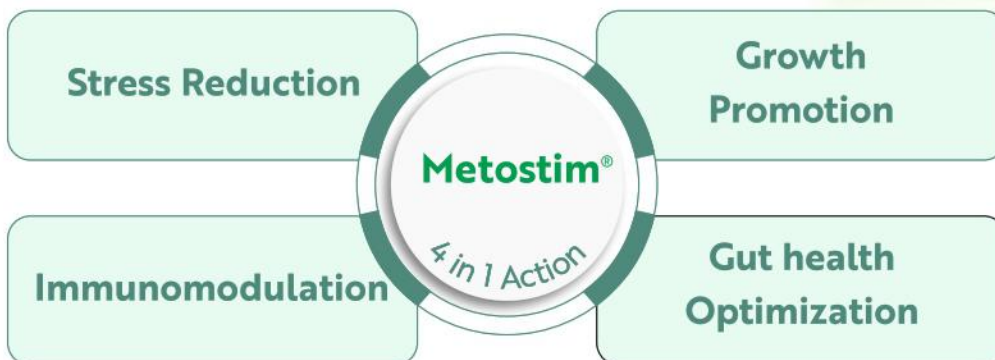 Stress Reduction
Growth
Promotion
Metostim®
4 in 1 Action
Immunomodulation
Gut health
Optimization